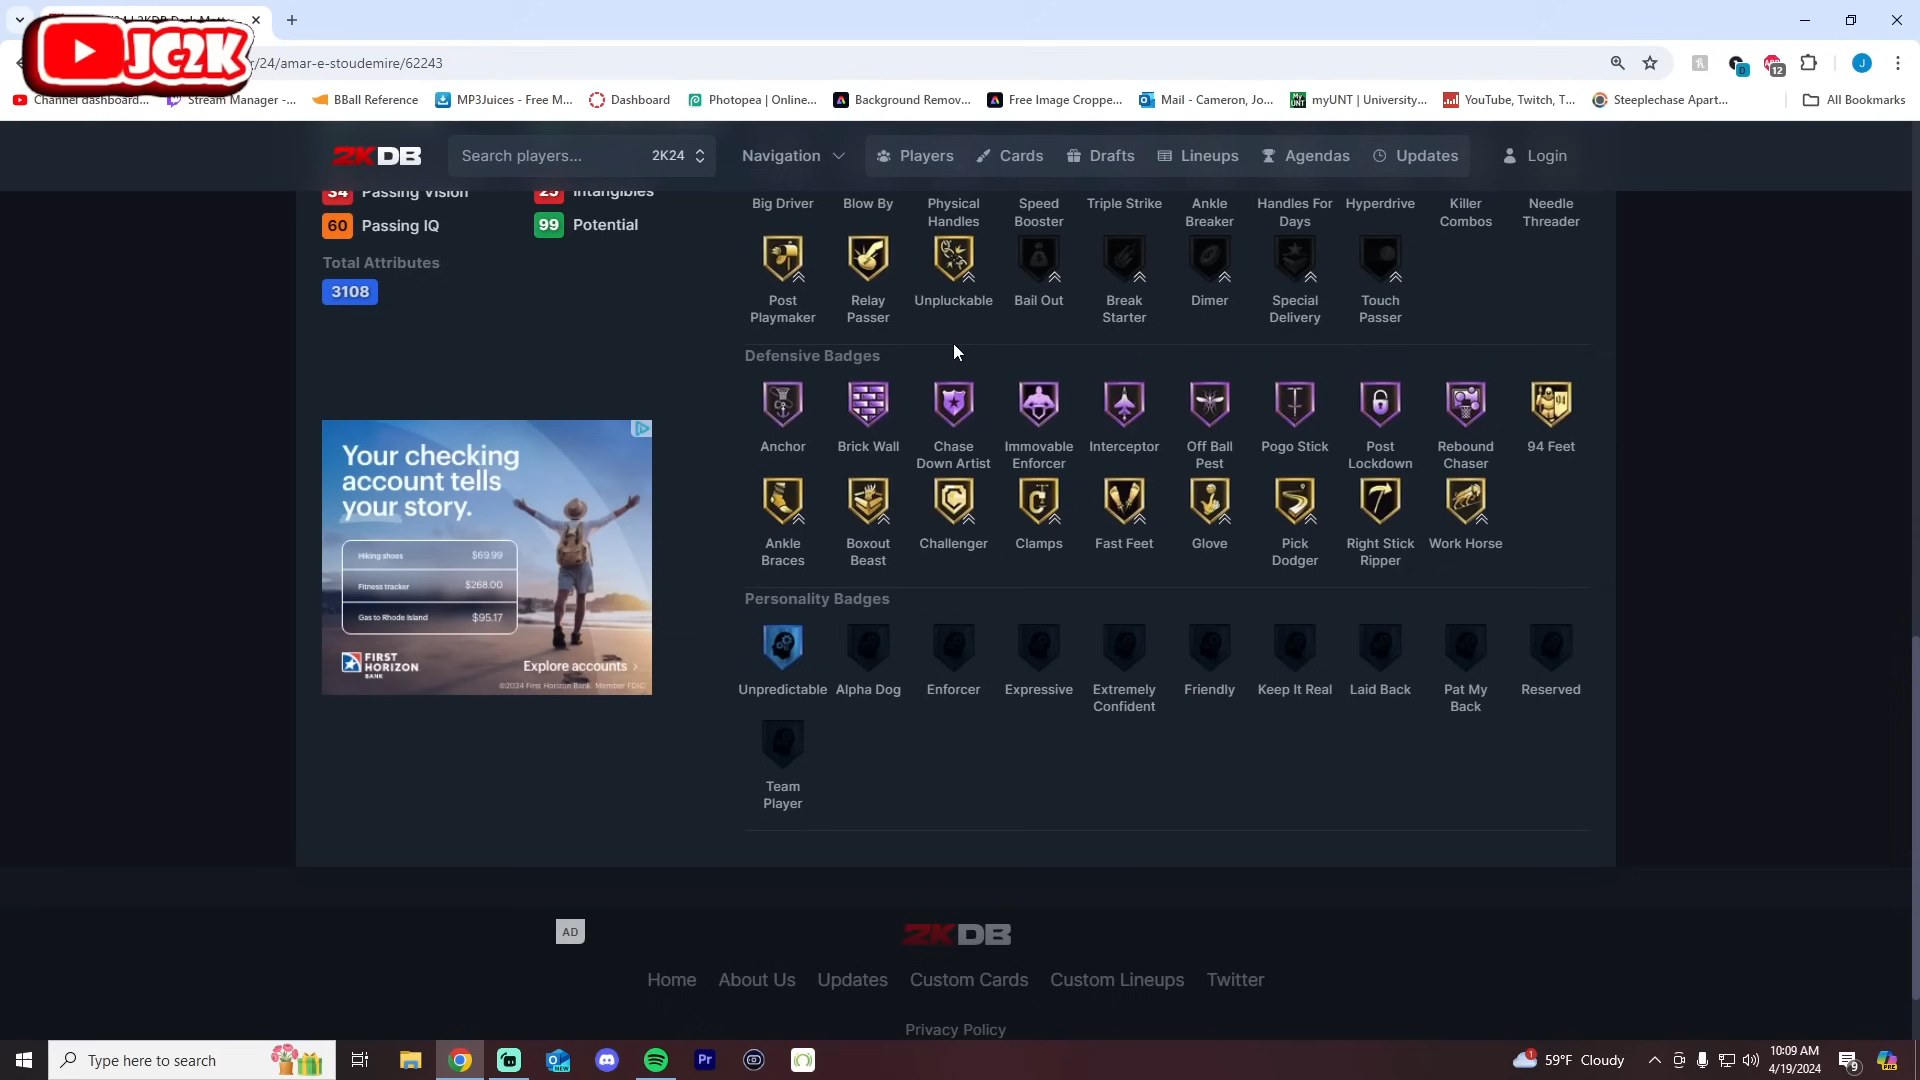 JC2K
/24/amar-e-stoudemire/62243
Channel dashboard...
Stream Manager -...
BBall Reference
MP3Juices - Free M...
Dashboard
Photopea | Online...
Background Remov...
Free Image Croppe...
Mail - Cameron, Jo...
myUNT | University...
YouTube, Twitch, T...
Steeplechase Apart...
All Bookmarks
2KDB
Search players...
2K24
Navigation
Players
Cards
Drafts
Lineups
Agendas
Updates
Login
34 Passing Vision
25 Intangibles
60 Passing IQ
99 Potential
Total Attributes
3108
Big Driver
Blow By
Physical Handles
Speed Booster
Triple Strike
Ankle Breaker
Handles For Days
Hyperdrive
Killer Combos
Needle Threader
Post Playmaker
Relay Passer
Unpluckable
Bail Out
Break Starter
Dimer
Special Delivery
Touch Passer
Defensive Badges
Anchor
Brick Wall
Chase Down Artist
Immovable Enforcer
Interceptor
Off Ball Pest
Pogo Stick
Post Lockdown
Rebound Chaser
94 Feet
Ankle Braces
Boxout Beast
Challenger
Clamps
Fast Feet
Glove
Pick Dodger
Right Stick Ripper
Work Horse
Personality Badges
Unpredictable
Alpha Dog
Enforcer
Expressive
Extremely Confident
Friendly
Keep It Real
Laid Back
Pat My Back
Reserved
Team Player
Your checking
account tells
your story.
Hiking shoes $69.99
Fitness tracker $268.00
Gas to Rhode Island $95.17
FIRST
HORIZON
BANK
Explore accounts
©2024 First Horizon Bank. Member FDIC
AD
2KDB
Home
About Us
Updates
Custom Cards
Custom Lineups
Twitter
Privacy Policy
Type here to search
59°F Cloudy
10:09 AM
4/19/2024